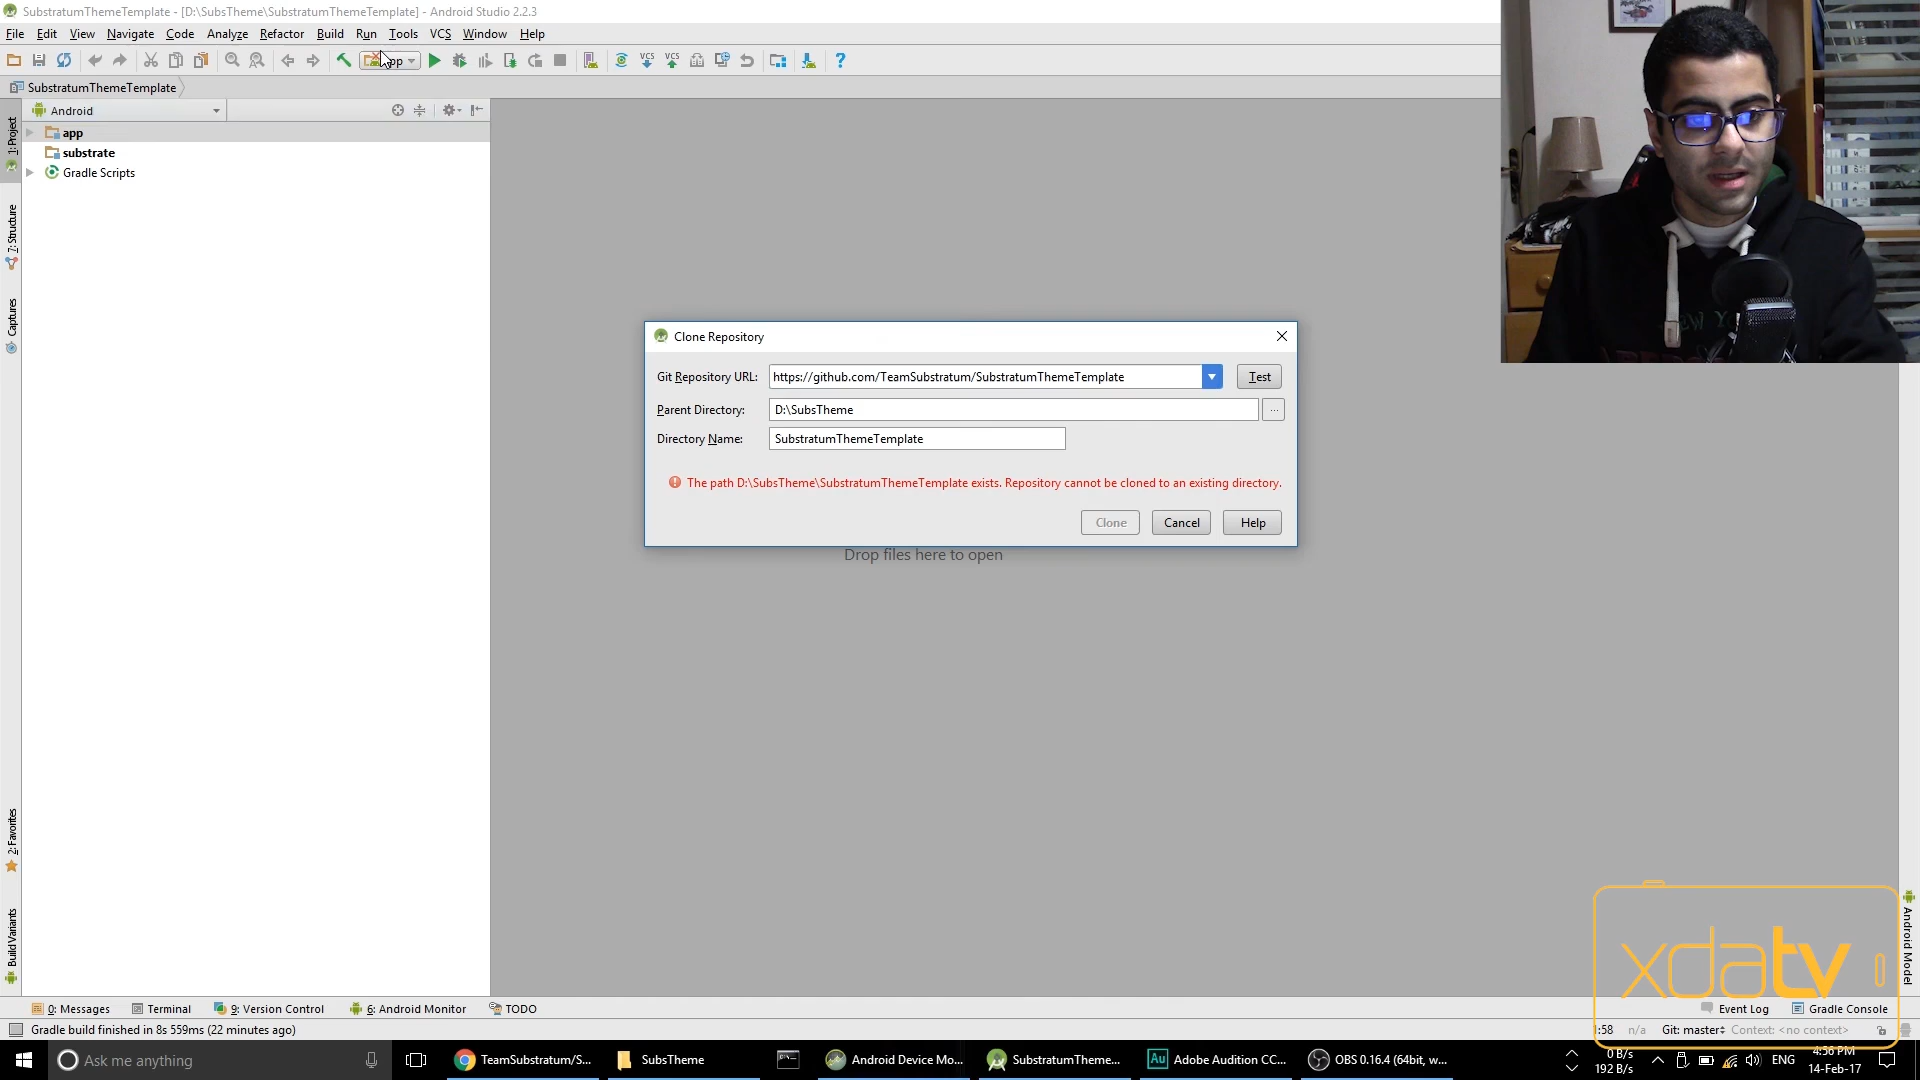 SubstratumThemeTemplate - [D:\SubsTheme\SubstratumThemeTemplate] - Android Studio 2.2.3
File Edit View Navigate Code Analyze Refactor Build Run Tools VCS Window Help
SubstratumThemeTemplate
Android
app
substrate
Gradle Scripts
1: Project
7: Structure
Captures
2: Favorites
Build Variants
Clone Repository
Git Repository URL: https://github.com/TeamSubstratum/SubstratumThemeTemplate Test
Parent Directory: D:\SubsTheme ...
Directory Name: SubstratumThemeTemplate
The path D:\SubsTheme\SubstratumThemeTemplate exists. Repository cannot be cloned to an existing directory.
Clone Cancel Help
Drop files here to open
Android Model
xdatv
0: Messages Terminal 9: Version Control 6: Android Monitor TODO Event Log Gradle Console
Gradle build finished in 8s 559ms (22 minutes ago) 1:58 n/a Git: master Context: <no context>
Ask me anything TeamSubstratum/S... SubsTheme Android Device Mo... SubstratumTheme... Adobe Audition CC... OBS 0.16.4 (64bit, w... 0 B/s 192 B/s ENG 4:56 PM 14-Feb-17